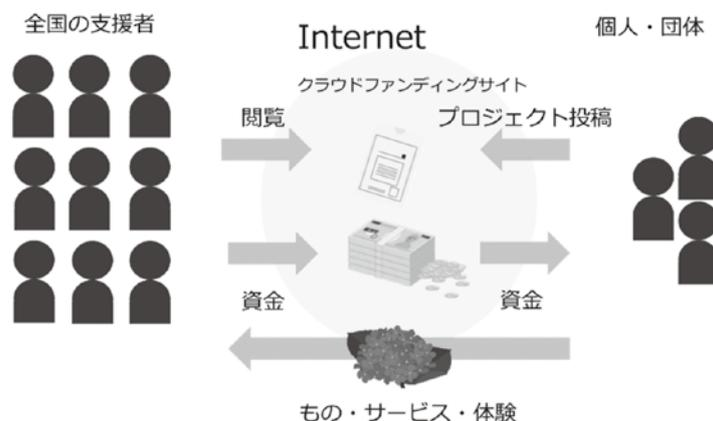 全国の支援者
Internet
個人・団体
クラウドファンディングサイト
閲覧
プロジェクト投稿
資金
資金
もの・サービス・体験